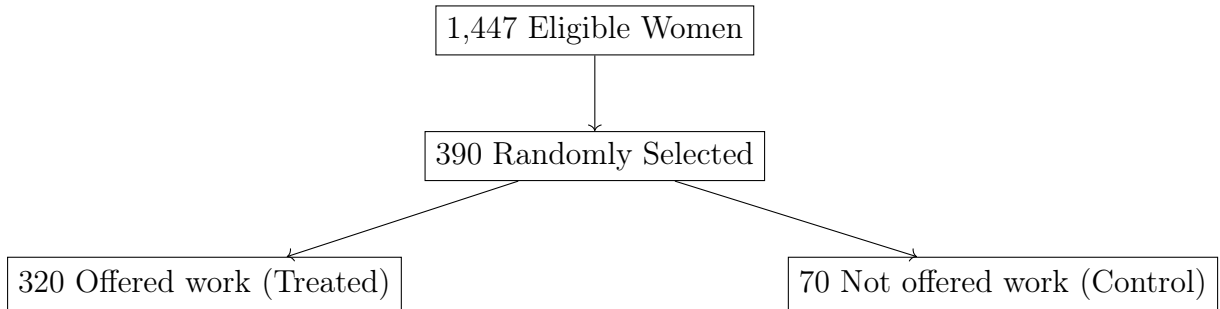 1,447 Eligible Women
390 Randomly Selected
320 Offered work (Treated)
70 Not offered work (Control)